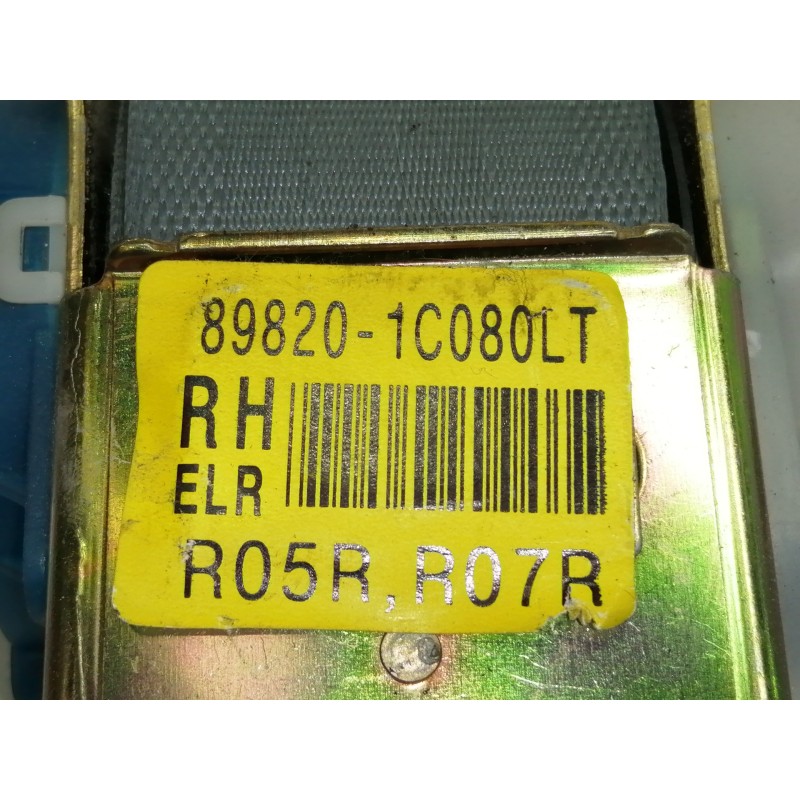 89820-1C080LT
RH
ELR
R05R, R07R